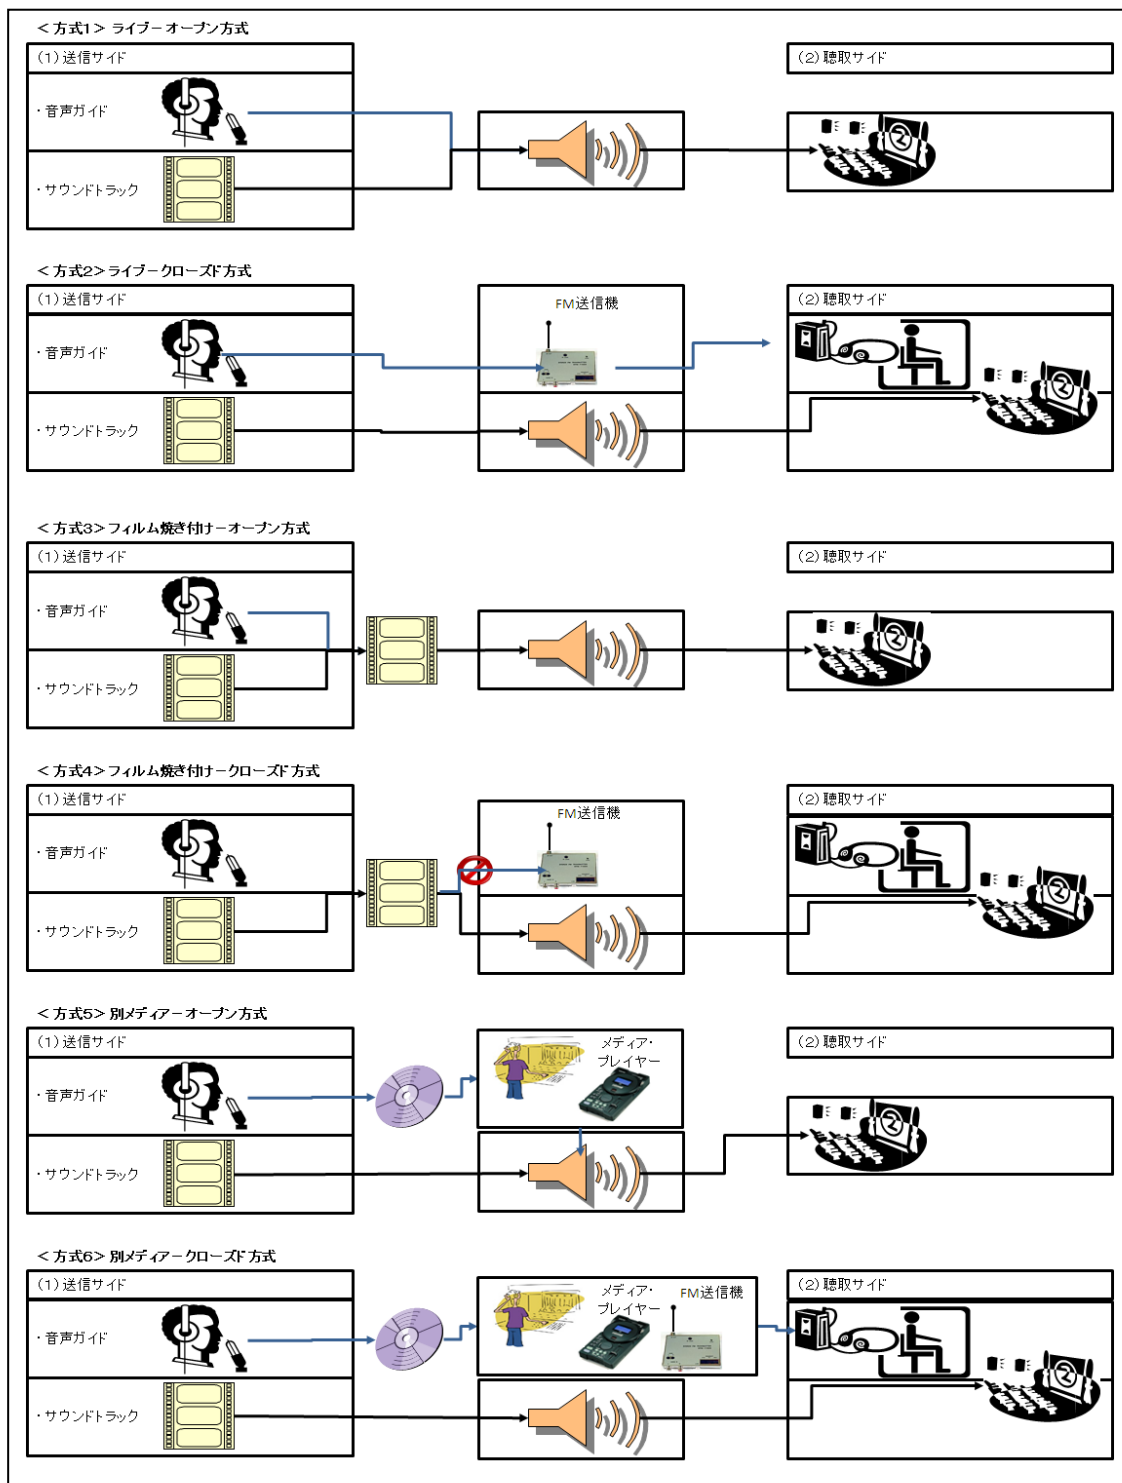 ＜方式1＞ ライブーオープン方式
(1)送信サイド
(2)聴取サイド
・音声ガイド
・サウンドトラック
＜方式2＞ライブークローズド方式
(1)送信サイド
FM送信機
(2)聴取サイド
・音声ガイド
・サウンドトラック
＜方式3＞フィルム焼き付けーオープン方式
(1)送信サイド
(2)聴取サイド
・音声ガイド
・サウンドトラック
＜方式4＞フィルム焼き付けークローズド方式
(1)送信サイド
FM送信機
(2)聴取サイド
・音声ガイド
・サウンドトラック
＜方式5＞別メディアーオープン方式
(1)送信サイド
メディア・
プレイヤー
(2)聴取サイド
・音声ガイド
・サウンドトラック
＜方式6＞別メディアークローズド方式
(1)送信サイド
メディア・
プレイヤー
FM送信機
(2)聴取サイド
・音声ガイド
・サウンドトラック